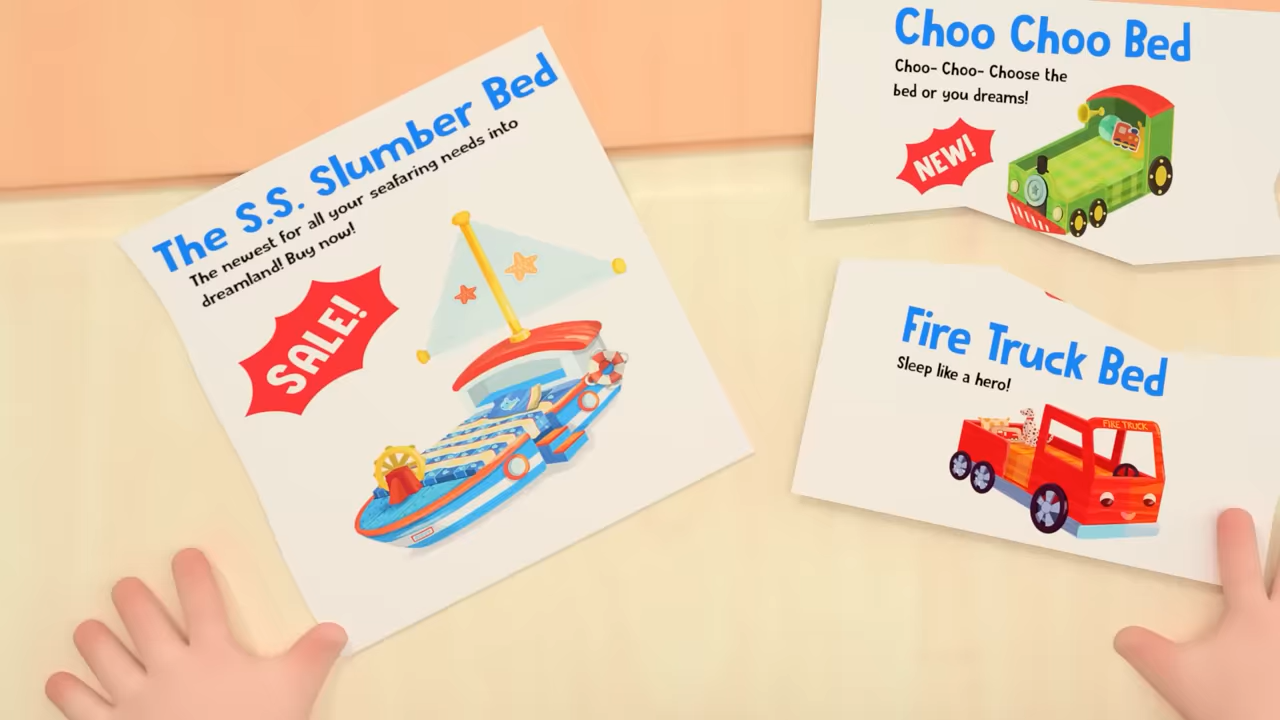 The S.S. Slumber Bed
The newest for all your seafaring needs into
dreamland! Buy now!
SALE!
Choo Choo Bed
Choo- Choo- Choose the
bed or you dreams!
NEW!
Fire Truck Bed
Sleep like a hero!
FIRE TRUCK